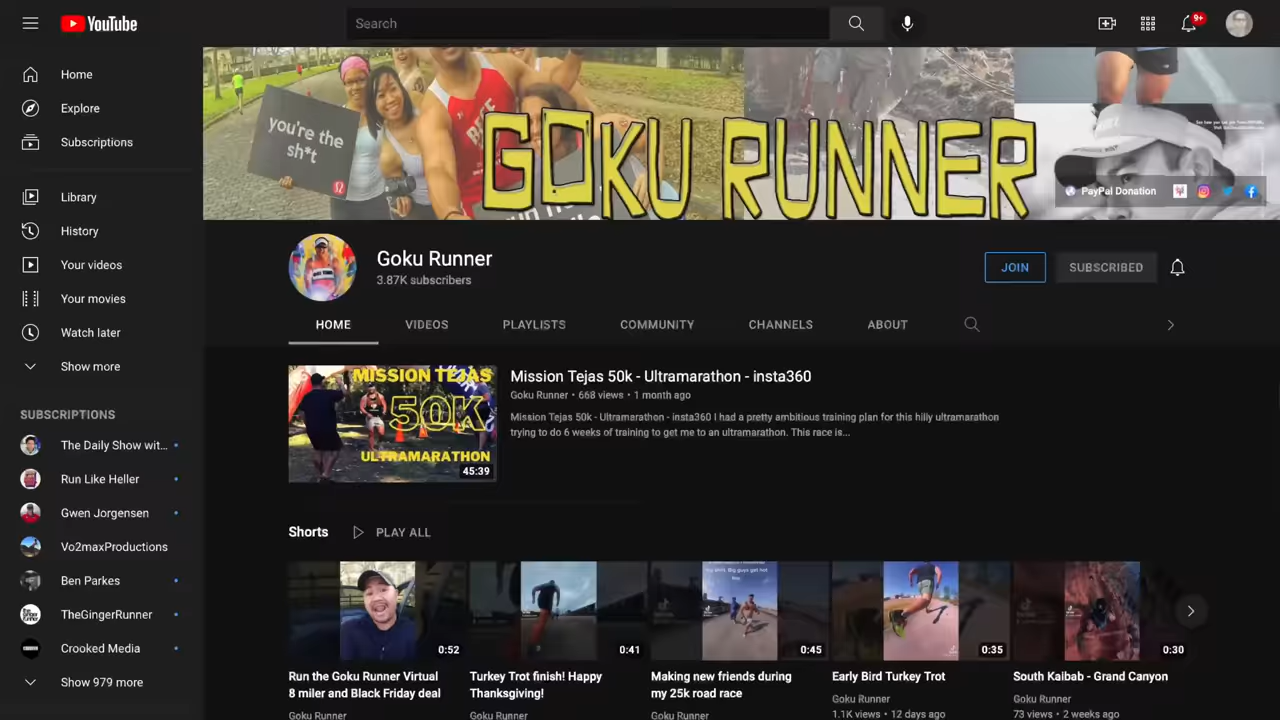 YouTube
Search
9+
Home
Explore
Subscriptions
Library
History
Your videos
Your movies
Watch later
Show more
SUBSCRIPTIONS
The Daily Show wit...
Run Like Heller
Gwen Jorgensen
Vo2maxProductions
Ben Parkes
TheGingerRunner
Crooked Media
Show 979 more
you're the
sh*t
GOKU RUNNER
PayPal Donation
Goku Runner
3.87K subscribers
JOIN
SUBSCRIBED
HOME
VIDEOS
PLAYLISTS
COMMUNITY
CHANNELS
ABOUT
MISSION TEJAS
50K
ULTRAMARATHON
45:39
Mission Tejas 50k - Ultramarathon - insta360
Goku Runner • 668 views • 1 month ago
Mission Tejas 50k - Ultramarathon - insta360 I had a pretty ambitious training plan for this hilly ultramarathon
trying to do 6 weeks of training to get me to an ultramarathon. This race is...
Shorts
PLAY ALL
0:52
Run the Goku Runner Virtual
8 miler and Black Friday deal
Goku Runner
0:41
Turkey Trot finish! Happy
Thanksgiving!
Goku Runner
my shirt. Big guys get hot
too.
0:45
Making new friends during
my 25k road race
Goku Runner
0:35
Early Bird Turkey Trot
Goku Runner
1.1K views • 12 days ago
0:30
South Kaibab - Grand Canyon
Goku Runner
73 views • 2 weeks ago